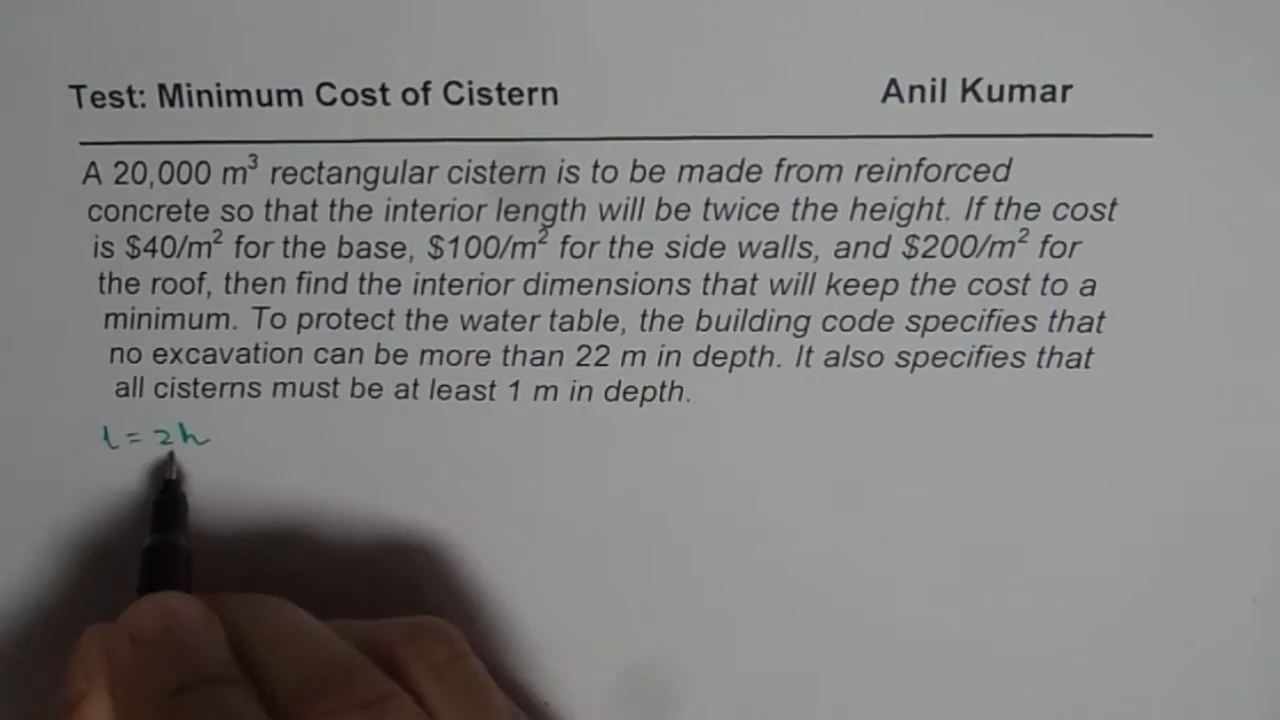 Test: Minimum Cost of Cistern Anil Kumar
A 20,000 m³ rectangular cistern is to be made from reinforced
concrete so that the interior length will be twice the height. If the cost
is $40/m² for the base, $100/m² for the side walls, and $200/m² for
the roof, then find the interior dimensions that will keep the cost to a
minimum. To protect the water table, the building code specifies that
no excavation can be more than 22 m in depth. It also specifies that
all cisterns must be at least 1 m in depth.
l = 2h